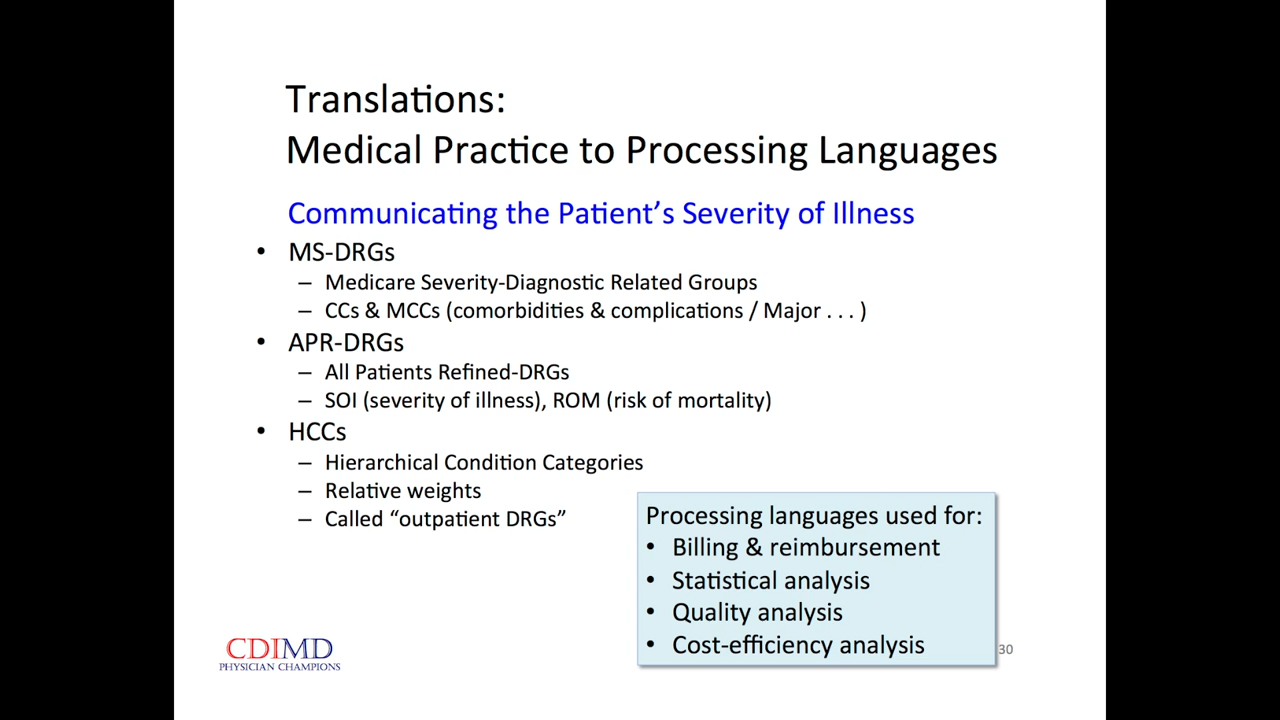 Translations:
Medical Practice to Processing Languages
Communicating the Patient's Severity of Illness
• MS-DRGs
– Medicare Severity-Diagnostic Related Groups
– CCs & MCCs (comorbidities & complications / Major . . . )
• APR-DRGs
– All Patients Refined-DRGs
– SOI (severity of illness), ROM (risk of mortality)
• HCCs
– Hierarchical Condition Categories
– Relative weights
– Called “outpatient DRGs”
Processing languages used for:
• Billing & reimbursement
• Statistical analysis
• Quality analysis
• Cost-efficiency analysis
CDIMD
PHYSICIAN CHAMPIONS
30